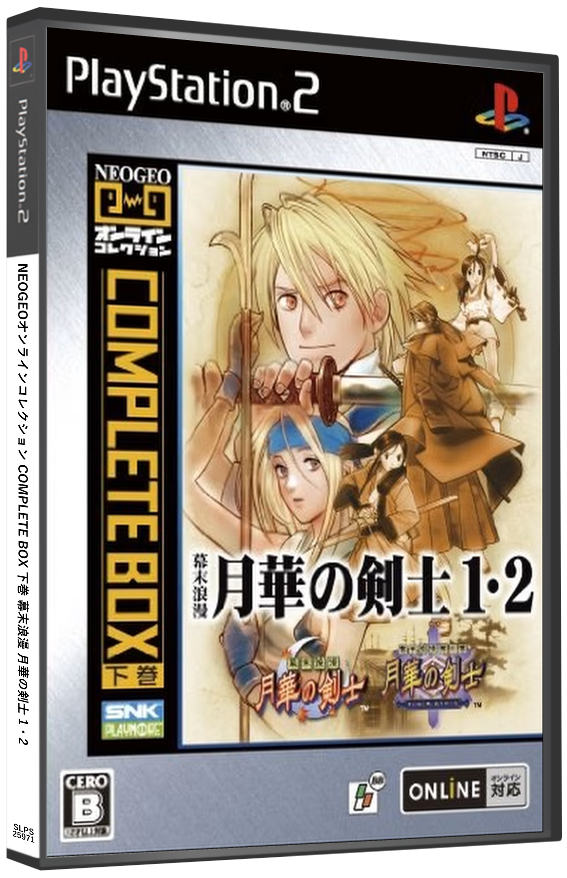 PlayStation®2
NTSC J
NEOGEO
オンライン
コレクション
COMPLETE BOX
下巻
幕末浪漫
月華の剣士 1・2
幕末浪漫
月華の剣士
TM
月華の剣士
TM
SNK
PLAYMORE
CERO
B
BB
ONLiNE
オンライン
対応
PlayStation®2
NEOGEOオンラインコレクション COMPLETE BOX 下巻 幕末浪漫 月華の剣士 1・2
SLPS
25971